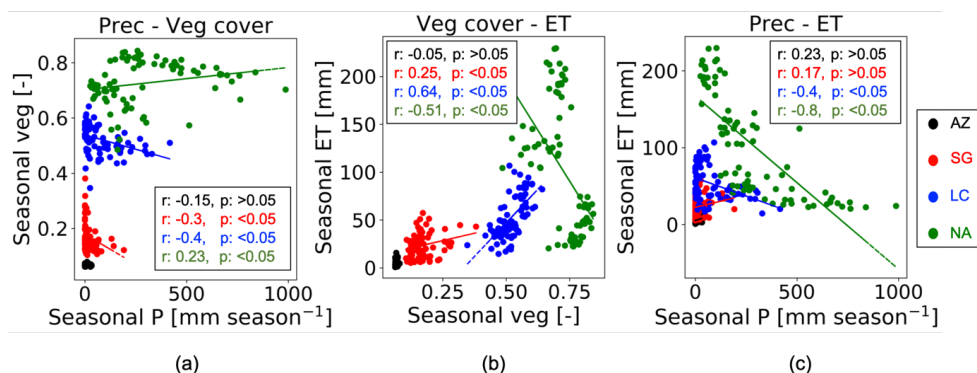 Prec - Veg cover
Seasonal veg [-]
0.8
0.6
0.4
0.2
r: -0.15, p: >.05
r: -0.3, p: <0.05
r: -0.4, p: <0.05
r: 0.23, p: <0.05
0 500 1000
Seasonal P [mm season⁻¹]
(a)
Veg cover - ET
Seasonal ET [mm]
200
150
100
50
0
r: -0.05, p: >.05
r: 0.25, p: <0.05
r: 0.64, p: <0.05
r: -0.51, p: <0.05
0.25 0.50 0.75
Seasonal veg [-]
(b)
Prec - ET
Seasonal ET [mm]
200
100
0
r: 0.23, p: >.05
r: 0.17, p: >.05
r: -0.4, p: <0.05
r: -0.8, p: <0.05
0 500 1000
Seasonal P [mm season⁻¹]
(c)
AZ
SG
LC
NA